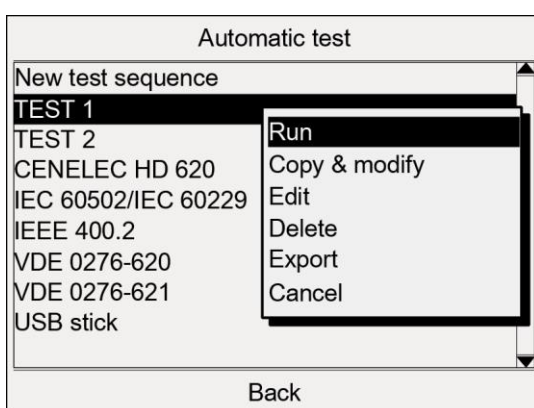 Automatic test
New test sequence
TEST 1
TEST 2
CENELEC HD 620
IEC 60502/IEC 60229
IEEE 400.2
VDE 0276-620
VDE 0276-621
USB stick
Run
Copy & modify
Edit
Delete
Export
Cancel
Back